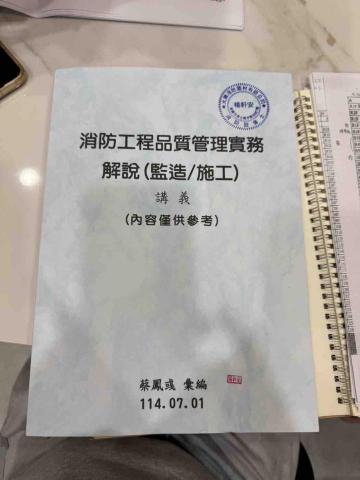 消防工程品質管理實務
解說(監造/施工)
講義
(內容僅供參考)
蔡鳳彧 彙編
114.07.01